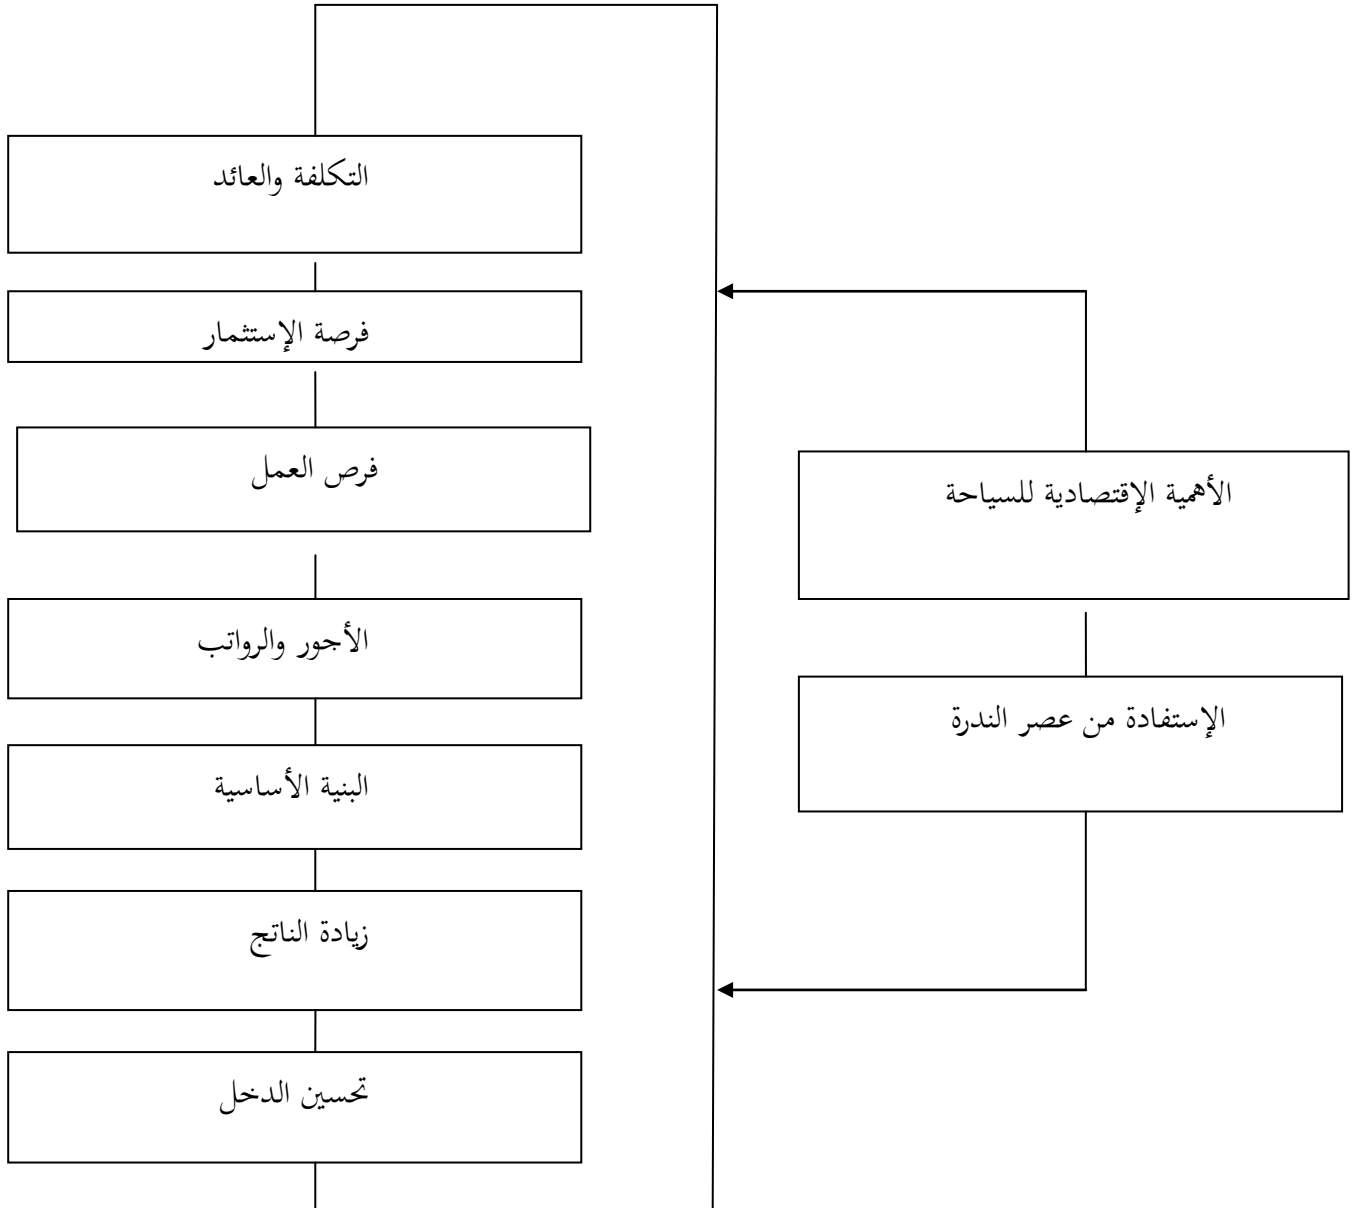 الأهمية الإقتصادية للسياحة
الإستفادة من عصر الندرة
التكلفة والعائد
فرصة الإستثمار
فرص العمل
الأجور والرواتب
البنية الأساسية
زيادة الناتج
تحسين الدخل